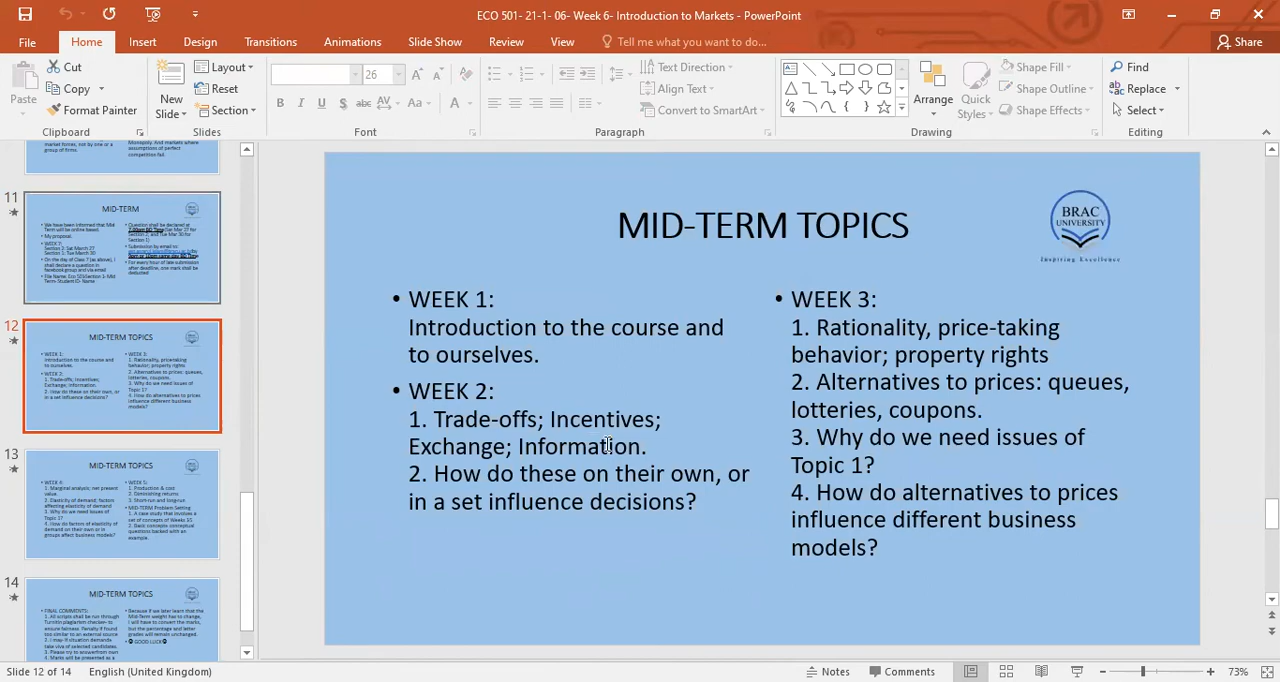 ECO 501- 21-1- 06- Week 6- Introduction to Markets - PowerPoint
File Home Insert Design Transitions Animations Slide Show Review View Tell me what you want to do... Share
Cut
Copy
Format Painter
Paste
Clipboard
New Slide
Layout
Reset
Section
Slides
26
B I U S abc AV Aa A
Font
Text Direction
Align Text
Convert to SmartArt
Paragraph
Arrange
Quick Styles
Shape Fill
Shape Outline
Shape Effects
Drawing
Find
Replace
Select
Editing
11
MID-TERM
12
MID-TERM TOPICS
13
MID-TERM TOPICS
14
MID-TERM TOPICS
MID-TERM TOPICS
BRAC
UNIVERSITY
Inspiring Excellence
• WEEK 1:
Introduction to the course and
to ourselves.
• WEEK 2:
1. Trade-offs; Incentives;
Exchange; Information.
2. How do these on their own, or
in a set influence decisions?
• WEEK 3:
1. Rationality, price-taking
behavior; property rights
2. Alternatives to prices: queues,
lotteries, coupons.
3. Why do we need issues of
Topic 1?
4. How do alternatives to prices
influence different business
models?
Slide 12 of 14 English (United Kingdom) Notes Comments 73%